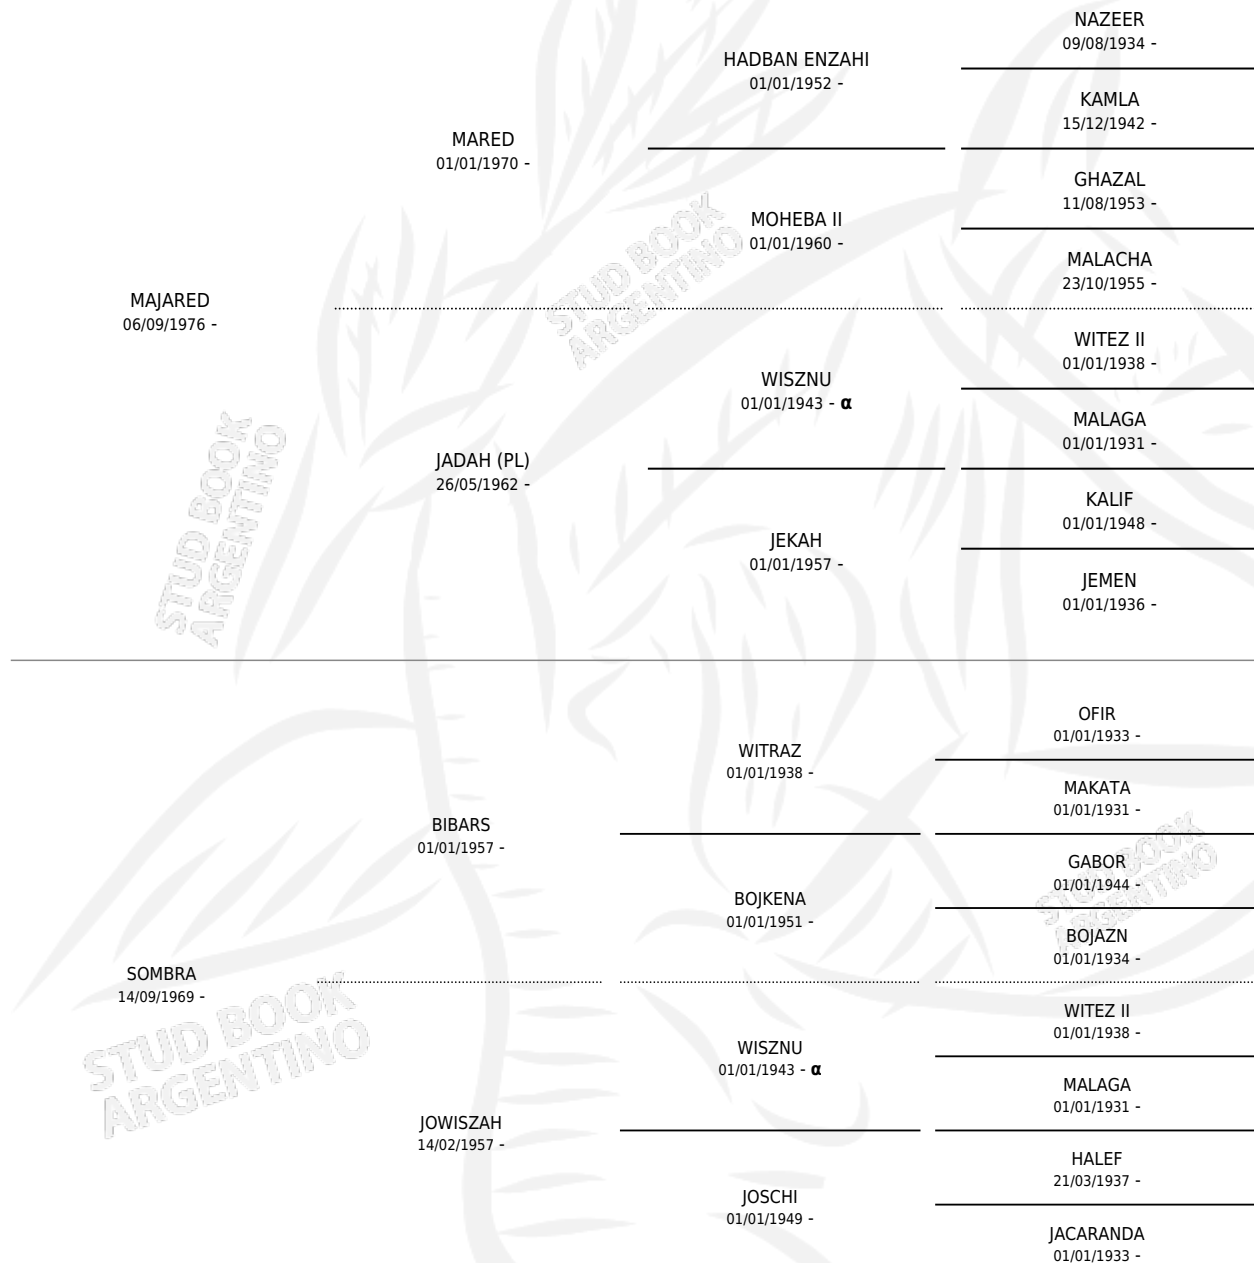 NAZEER
09/08/1934 -
HADBAN ENZAHI
01/01/1952 -
KAMLA
15/12/1942 -
MARED
01/01/1970 -
GHAZAL
11/08/1953 -
MOHEBA II
01/01/1960 -
MALACHA
23/10/1955 -
MAJARED
06/09/1976 -
WITEZ II
01/01/1938 -
WISZNU
01/01/1943 - α
MALAGA
01/01/1931 -
JADAH (PL)
26/05/1962 -
KALIF
01/01/1948 -
JEKAH
01/01/1957 -
JEMEN
01/01/1936 -
STUD BOOK
ARGENTINO
STUD BOOK
ARGENTINO
OFIR
01/01/1933 -
WITRAZ
01/01/1938 -
MAKATA
01/01/1931 -
BIBARS
01/01/1957 -
GABOR
01/01/1944 -
BOJKENA
01/01/1951 -
BOJAZN
01/01/1934 -
SOMBRA
14/09/1969 -
WITEZ II
01/01/1938 -
WISZNU
01/01/1943 - α
MALAGA
01/01/1931 -
JOWISZAH
14/02/1957 -
HALEF
21/03/1937 -
JOSCHI
01/01/1949 -
JACARANDA
01/01/1933 -
STUD BOOK
ARGENTINO
STUD BOOK
ARGENTINO